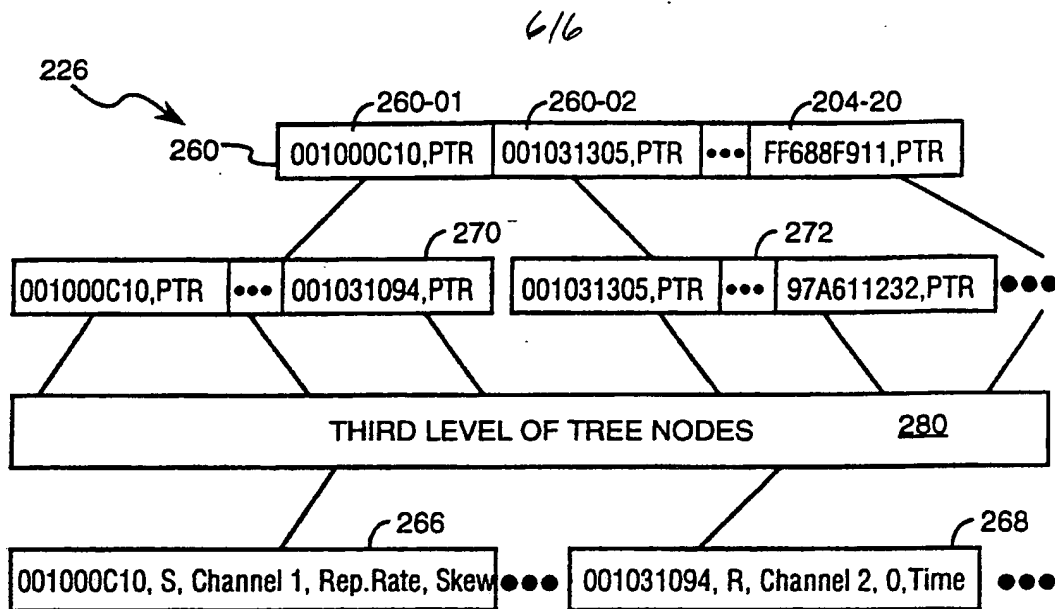 6/6
226
260-01 260-02 204-20
260
001000C10,PTR 001031305,PTR ••• FF688F911,PTR
270 272
001000C10,PTR ••• 001031094,PTR 001031305,PTR ••• 97A611232,PTR •••
THIRD LEVEL OF TREE NODES 280
266 268
001000C10, S, Channel 1, Rep.Rate, Skew ••• 001031094, R, Channel 2, 0,Time •••